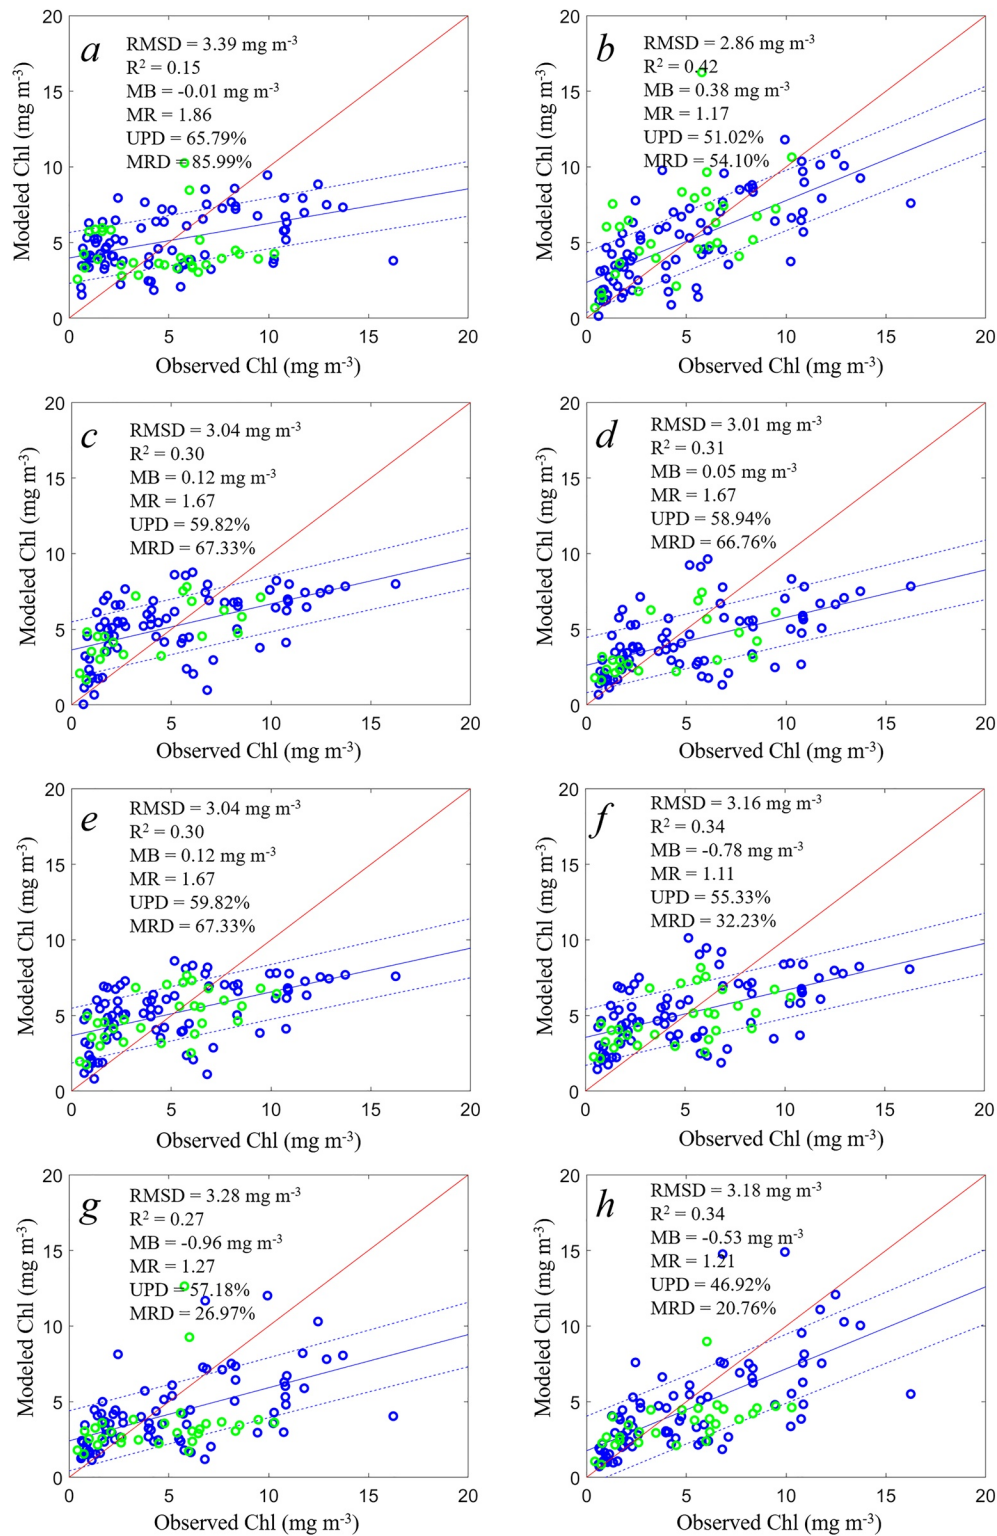 a
RMSD = 3.39 mg m-3
R2 = 0.15
MB = -0.01 mg m-3
MR = 1.86
UPD = 65.79%
MRD = 85.99%
20
15
10
5
0
0 5 10 15 20
Modeled Chl (mg m-3)
Observed Chl (mg m-3)
b
RMSD = 2.86 mg m-3
R2 = 0.42
MB = 0.38 mg m-3
MR = 1.17
UPD = 51.02%
MRD = 54.10%
20
15
10
5
0
0 5 10 15 20
Modeled Chl (mg m-3)
Observed Chl (mg m-3)
c
RMSD = 3.04 mg m-3
R2 = 0.30
MB = 0.12 mg m-3
MR = 1.67
UPD = 59.82%
MRD = 67.33%
20
15
10
5
0
0 5 10 15 20
Modeled Chl (mg m-3)
Observed Chl (mg m-3)
d
RMSD = 3.01 mg m-3
R2 = 0.31
MB = 0.05 mg m-3
MR = 1.67
UPD = 58.94%
MRD = 66.76%
20
15
10
5
0
0 5 10 15 20
Modeled Chl (mg m-3)
Observed Chl (mg m-3)
e
RMSD = 3.04 mg m-3
R2 = 0.30
MB = 0.12 mg m-3
MR = 1.67
UPD = 59.82%
MRD = 67.33%
20
15
10
5
0
0 5 10 15 20
Modeled Chl (mg m-3)
Observed Chl (mg m-3)
f
RMSD = 3.16 mg m-3
R2 = 0.34
MB = -0.78 mg m-3
MR = 1.11
UPD = 55.33%
MRD = 32.23%
20
15
10
5
0
0 5 10 15 20
Modeled Chl (mg m-3)
Observed Chl (mg m-3)
g
RMSD = 3.28 mg m-3
R2 = 0.27
MB = -0.96 mg m-3
MR = 1.27
UPD = 57.18%
MRD = 26.97%
20
15
10
5
0
0 5 10 15 20
Modeled Chl (mg m-3)
Observed Chl (mg m-3)
h
RMSD = 3.18 mg m-3
R2 = 0.34
MB = -0.53 mg m-3
MR = 1.21
UPD = 46.92%
MRD = 20.76%
20
15
10
5
0
0 5 10 15 20
Modeled Chl (mg m-3)
Observed Chl (mg m-3)